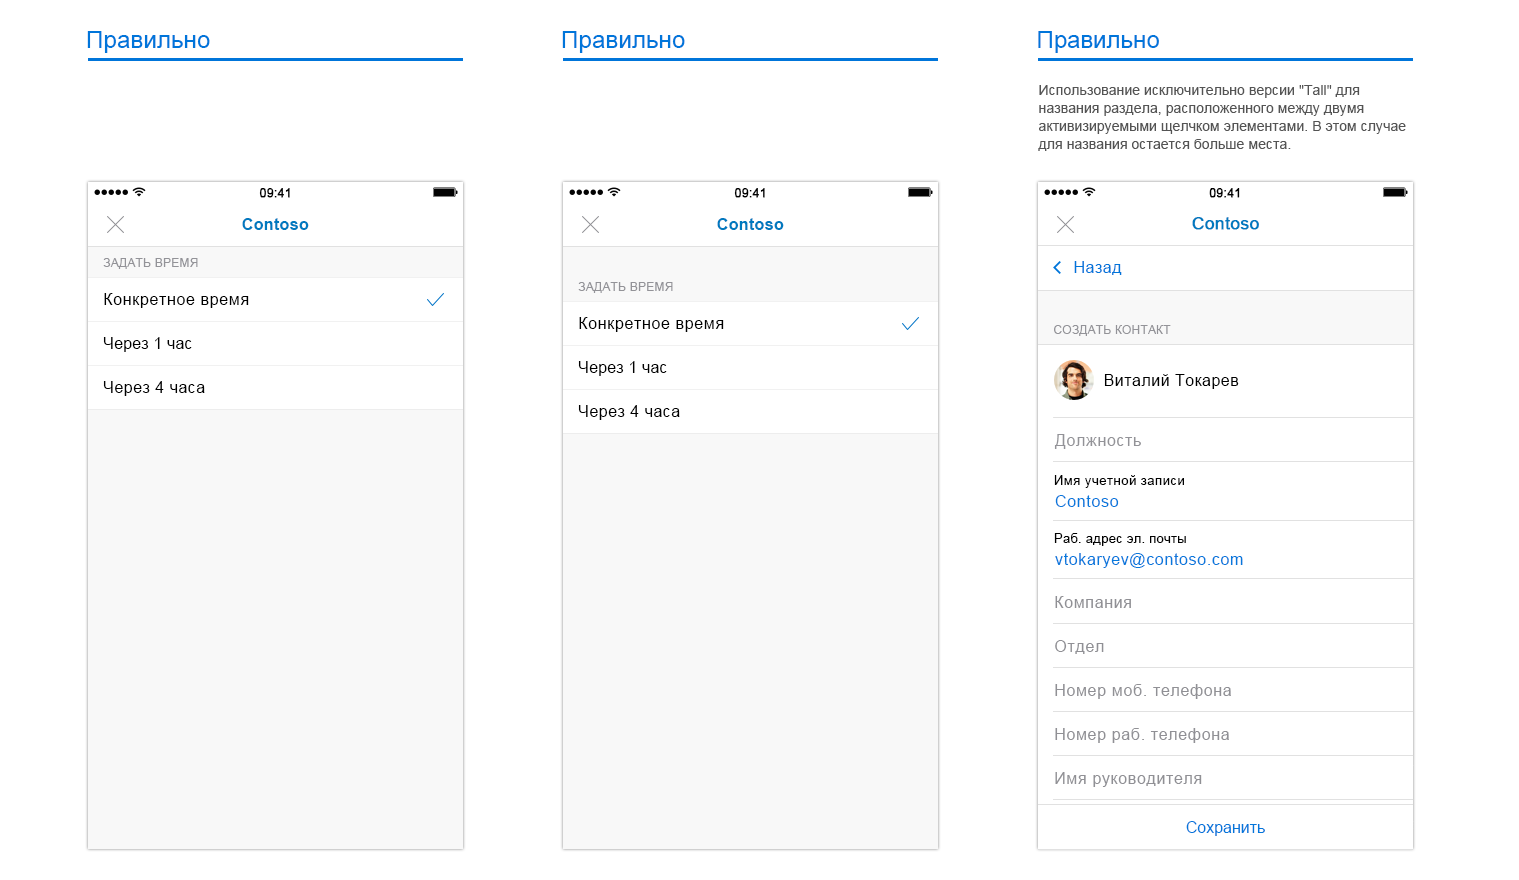 Правильно
09:41
Contoso
ЗАДАТЬ ВРЕМЯ
Конкретное время
Через 1 час
Через 4 часа
Правильно
09:41
Contoso
ЗАДАТЬ ВРЕМЯ
Конкретное время
Через 1 час
Через 4 часа
Правильно
Использование исключительно версии "Tall" для
названия раздела, расположенного между двумя
активизируемыми щелчком элементами. В этом случае
для названия остается больше места.
09:41
Contoso
Назад
СОЗДАТЬ КОНТАКТ
Виталий Токарев
Должность
Имя учетной записи
Contoso
Раб. адрес эл. почты
vtokaryev@contoso.com
Компания
Отдел
Номер моб. телефона
Номер раб. телефона
Имя руководителя
Сохранить